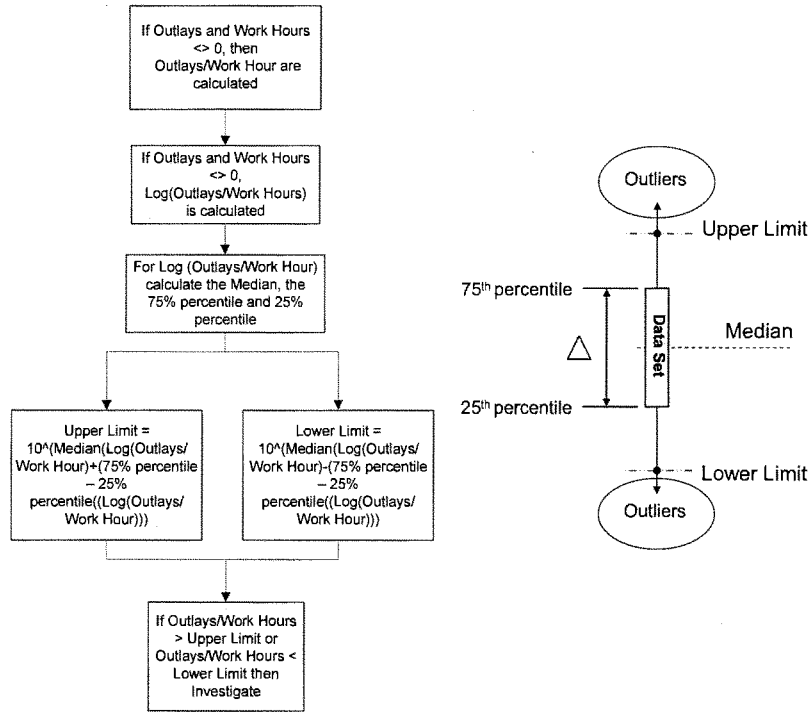 If Outlays and Work Hours
<> 0, then
Outlays/Work Hour are
calculated
If Outlays and Work Hours
<> 0,
Log(Outlays/Work Hours)
is calculated
For Log (Outlays/Work Hour)
calculate the Median, the
75% percentile and 25%
percentile
Upper Limit =
10^(Median(Log(Outlays/
Work Hour)+(75% percentile
– 25%
percentile((Log(Outlays/
Work Hour)))
Lower Limit =
10^(Median(Log(Outlays/
Work Hour)-(75% percentile
– 25%
percentile((Log(Outlays/
Work Hour)))
If Outlays/Work Hours
> Upper Limit or
Outlays/Work Hours <
Lower Limit then
Investigate
Outliers
Upper Limit
75th percentile
Data Set
Median
△
25th percentile
Lower Limit
Outliers